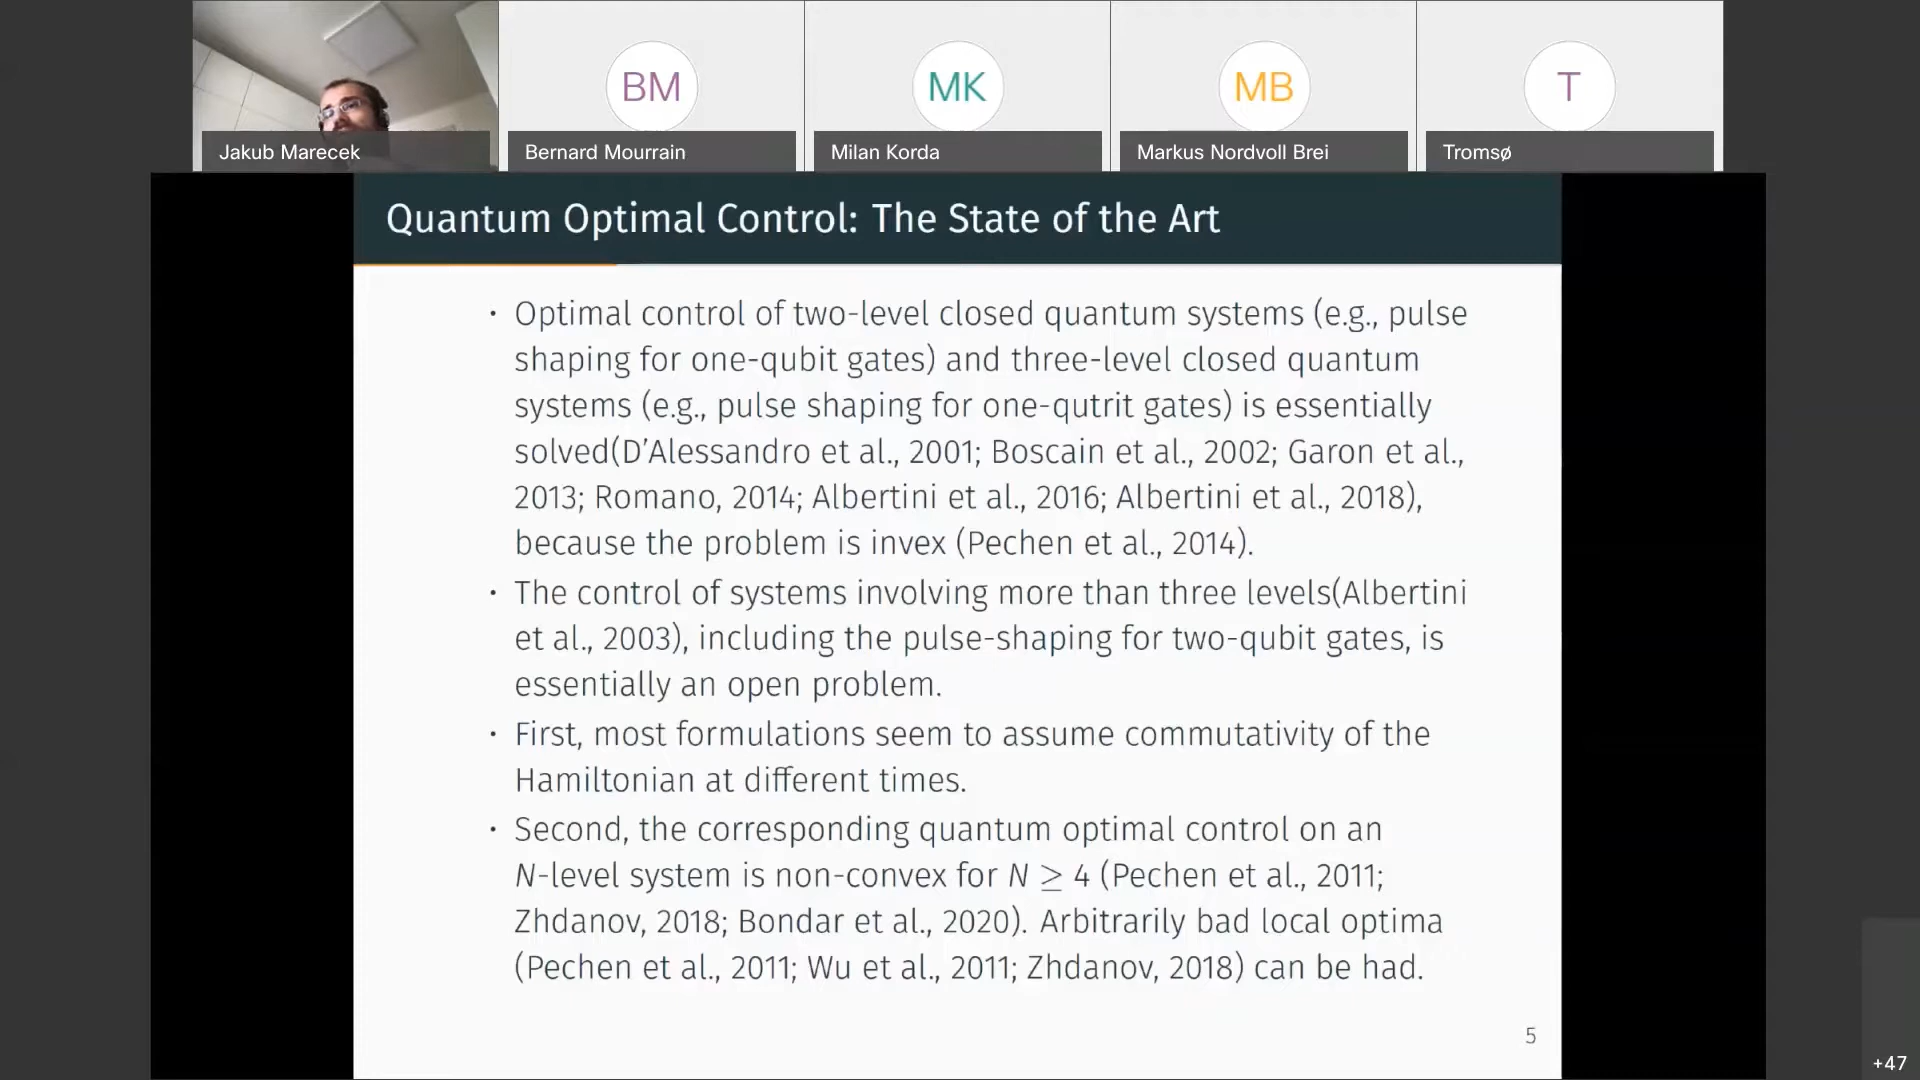 BM
MK
MB
T
Jakub Marecek
Bernard Mourrain
Milan Korda
Markus Nordvoll Brei
Tromsø
Quantum Optimal Control: The State of the Art
• Optimal control of two-level closed quantum systems (e.g., pulse
shaping for one-qubit gates) and three-level closed quantum
systems (e.g., pulse shaping for one-qutrit gates) is essentially
solved(D’Alessandro et al., 2001; Boscain et al., 2002; Garon et al.,
2013; Romano, 2014; Albertini et al., 2016; Albertini et al., 2018),
because the problem is invex (Pechen et al., 2014).
• The control of systems involving more than three levels(Albertini
et al., 2003), including the pulse-shaping for two-qubit gates, is
essentially an open problem.
• First, most formulations seem to assume commutativity of the
Hamiltonian at different times.
• Second, the corresponding quantum optimal control on an
N-level system is non-convex for N ≥ 4 (Pechen et al., 2011;
Zhdanov, 2018; Bondar et al., 2020). Arbitrarily bad local optima
(Pechen et al., 2011; Wu et al., 2011; Zhdanov, 2018) can be had.
5
+47